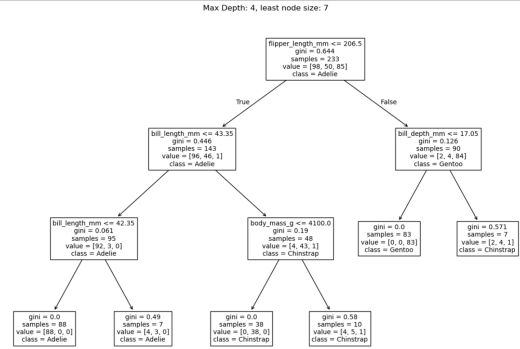 Max Depth: 4, least node size: 7
flipper_length_mm <= 206.5
gini = 0.644
samples = 233
value = [98, 50, 85]
class = Adelie
True
False
bill_length_mm <= 43.35
gini = 0.446
samples = 143
value = [96, 46, 1]
class = Adelie
bill_depth_mm <= 17.05
gini = 0.126
samples = 90
value = [2, 4, 84]
class = Gentoo
bill_length_mm <= 42.35
gini = 0.061
samples = 95
value = [92, 3, 0]
class = Adelie
body_mass_g <= 4100.0
gini = 0.19
samples = 48
value = [4, 43, 1]
class = Chinstrap
gini = 0.0
samples = 83
value = [0, 0, 83]
class = Gentoo
gini = 0.571
samples = 7
value = [2, 4, 1]
class = Chinstrap
gini = 0.0
samples = 88
value = [88, 0, 0]
class = Adelie
gini = 0.49
samples = 7
value = [4, 3, 0]
class = Adelie
gini = 0.0
samples = 38
value = [0, 38, 0]
class = Chinstrap
gini = 0.58
samples = 10
value = [4, 5, 1]
class = Chinstrap